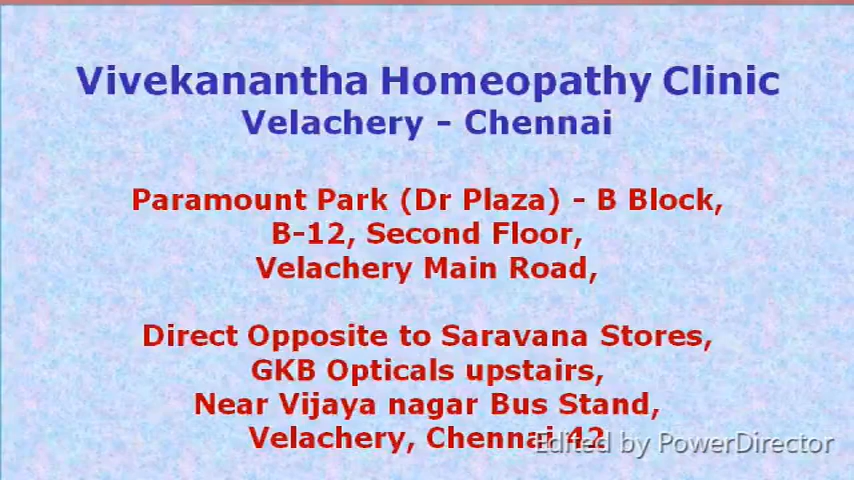 Vivekanantha Homeopathy Clinic
Velachery - Chennai
Paramount Park (Dr Plaza) - B Block,
B-12, Second Floor,
Velachery Main Road,
Direct Opposite to Saravana Stores,
GKB Opticals upstairs,
Near Vijaya nagar Bus Stand,
Velachery, Chennai 42
Edited by PowerDirector